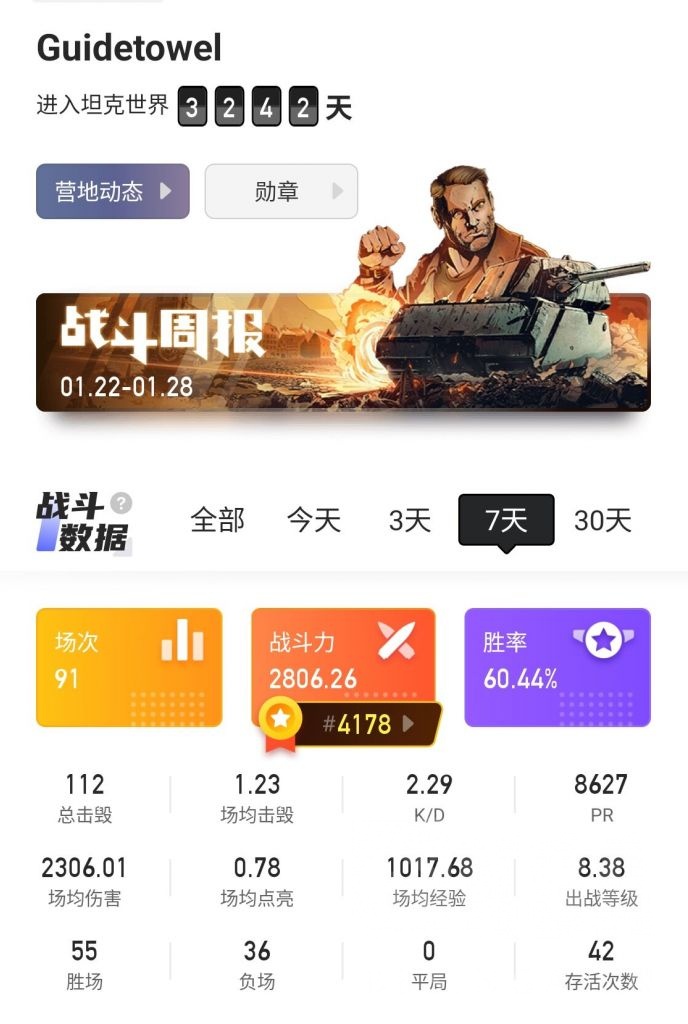 Guidetowel
进入坦克世界 3 2 4 2 天
营地动态 勋章
战斗周报
01.22-01.28
战斗数据 ?
全部 今天 3天 7天 30天
场次 战斗力 胜率
91 2806.26 60.44%
#4178
112 1.23 2.29 8627
总击毁 场均击毁 K/D PR
2306.01 0.78 1017.68 8.38
场均伤害 场均点亮 场均经验 出战等级
55 36 0 42
胜场 负场 平局 存活次数